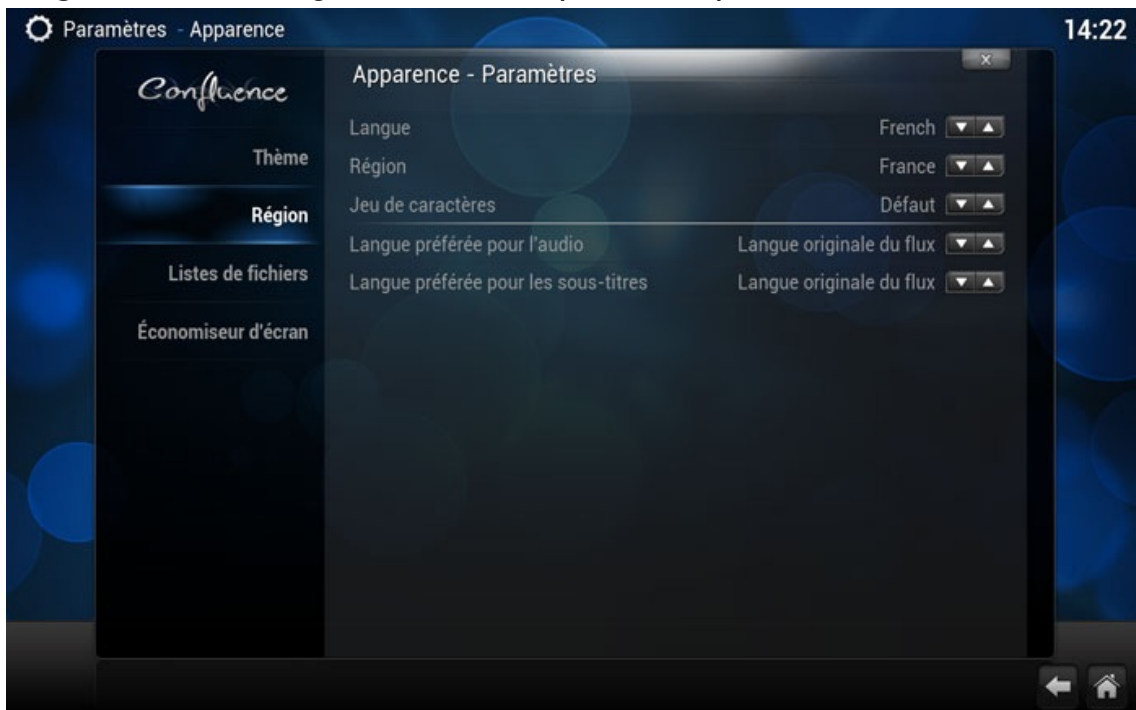 Paramètres - Apparence
14:22
Confluence
Thème
Région
Listes de fichiers
Économiseur d'écran
Apparence - Paramètres
x
Langue French
Région France
Jeu de caractères Défaut
Langue préférée pour l'audio Langue originale du flux
Langue préférée pour les sous-titres Langue originale du flux